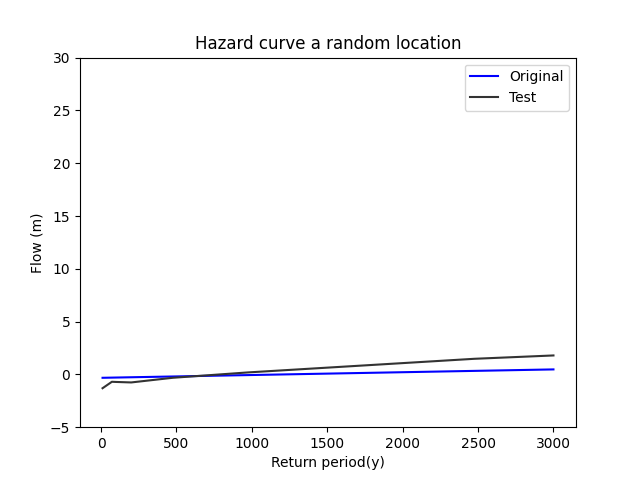 Hazard curve a random location
Original
Test
30
25
20
15
10
5
0
−5
Flow (m)
0 500 1000 1500 2000 2500 3000
Return period(y)